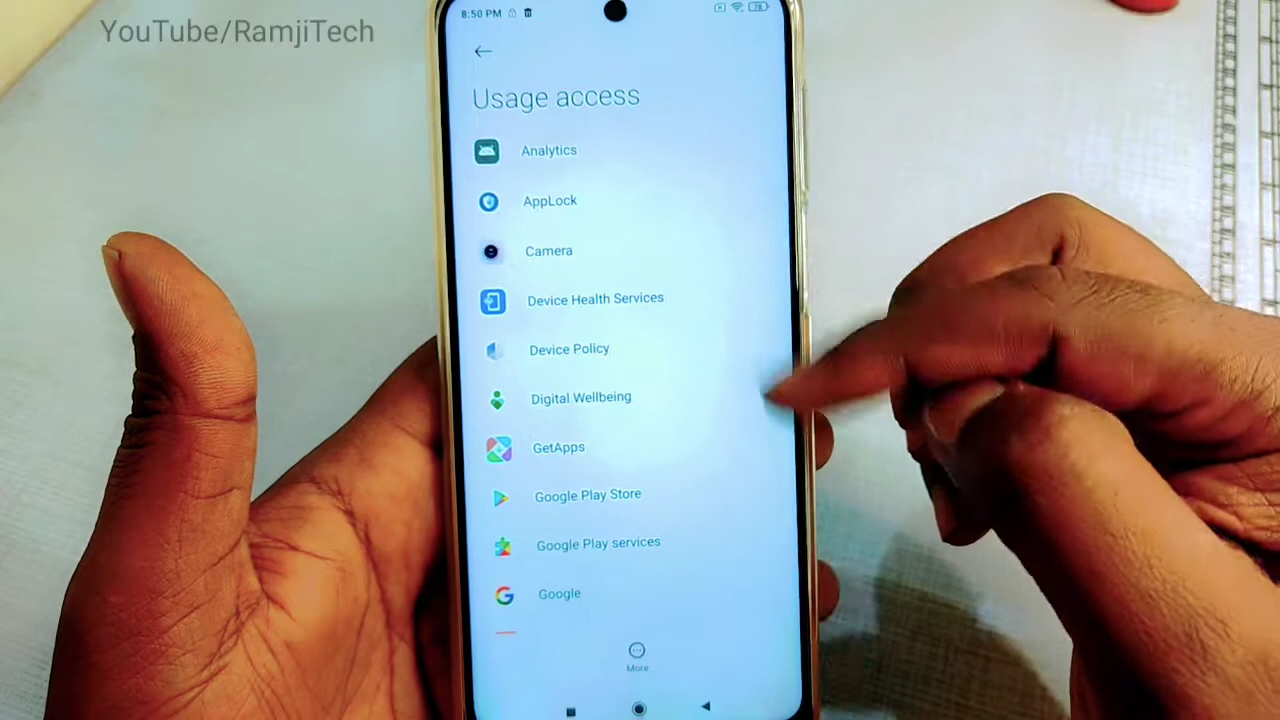 YouTube/RamjiTech
8:50 PM
78
Usage access
Analytics
AppLock
Camera
Device Health Services
Device Policy
Digital Wellbeing
GetApps
Google Play Store
Google Play services
Google
More